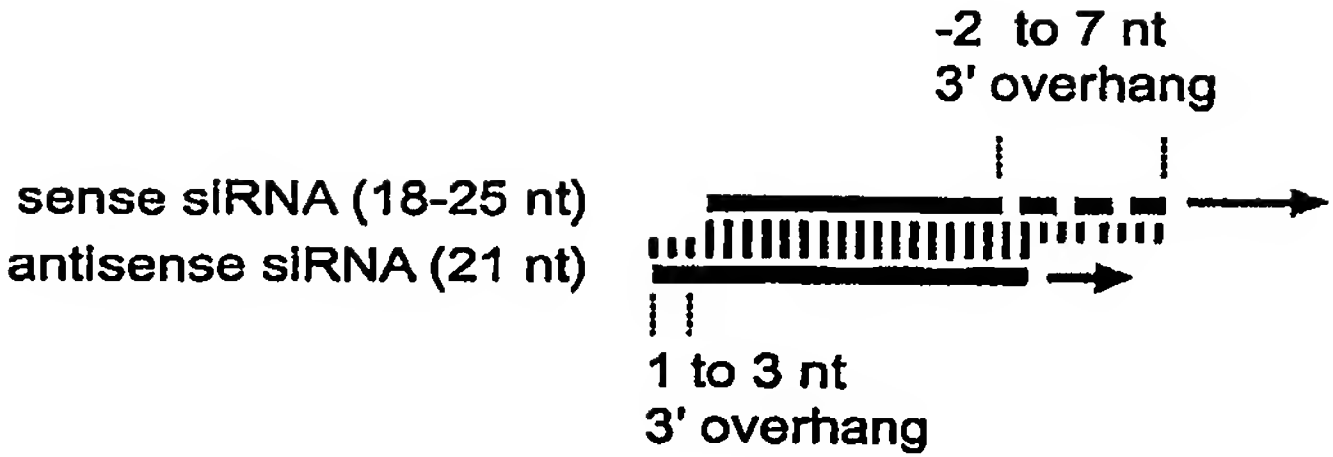 -2 to 7 nt
3' overhang
sense siRNA (18-25 nt)
antisense siRNA (21 nt)
1 to 3 nt
3' overhang